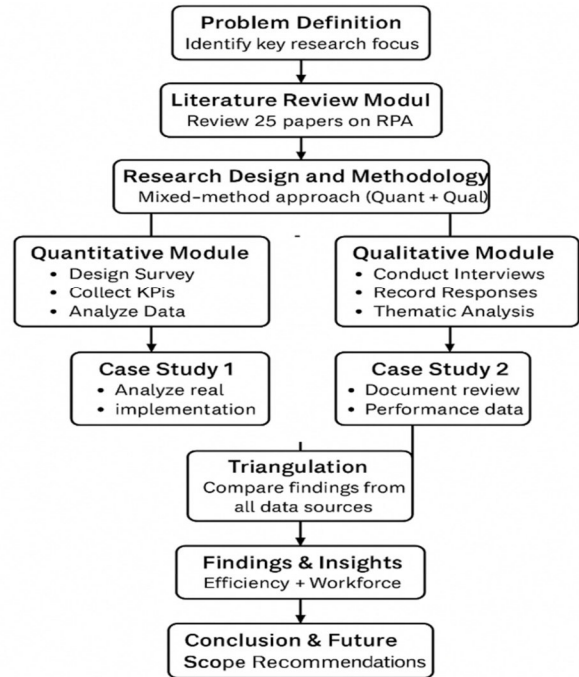 Problem Definition
Identify key research focus
Literature Review Modul
Review 25 papers on RPA
Research Design and Methodology
Mixed-method approach (Quant + Qual)
Quantitative Module
• Design Survey
• Collect KPis
• Analyze Data
Qualitative Module
• Conduct Interviews
• Record Responses
• Thematic Analysis
Case Study 1
• Analyze real
• implementation
Case Study 2
• Document review
• Performance data
Triangulation
Compare findings from
all data sources
Findings & Insights
Efficiency + Workforce
Conclusion & Future
Scope Recommendations